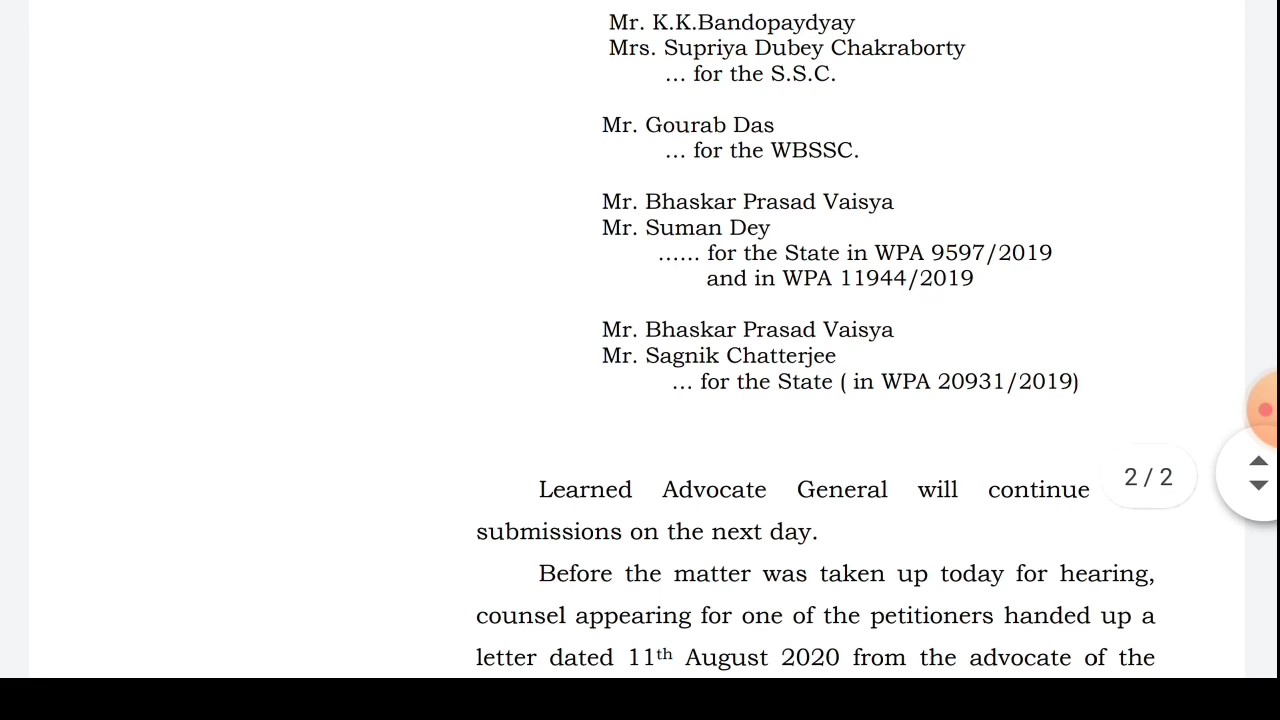 Mr. K.K.Bandopaydyay
Mrs. Supriya Dubey Chakraborty
... for the S.S.C.
Mr. Gourab Das
... for the WBSSC.
Mr. Bhaskar Prasad Vaisya
Mr. Suman Dey
...... for the State in WPA 9597/2019
and in WPA 11944/2019
Mr. Bhaskar Prasad Vaisya
Mr. Sagnik Chatterjee
... for the State ( in WPA 20931/2019)
Learned Advocate General will continue
2 / 2
submissions on the next day.
Before the matter was taken up today for hearing,
counsel appearing for one of the petitioners handed up a
letter dated 11th August 2020 from the advocate of the